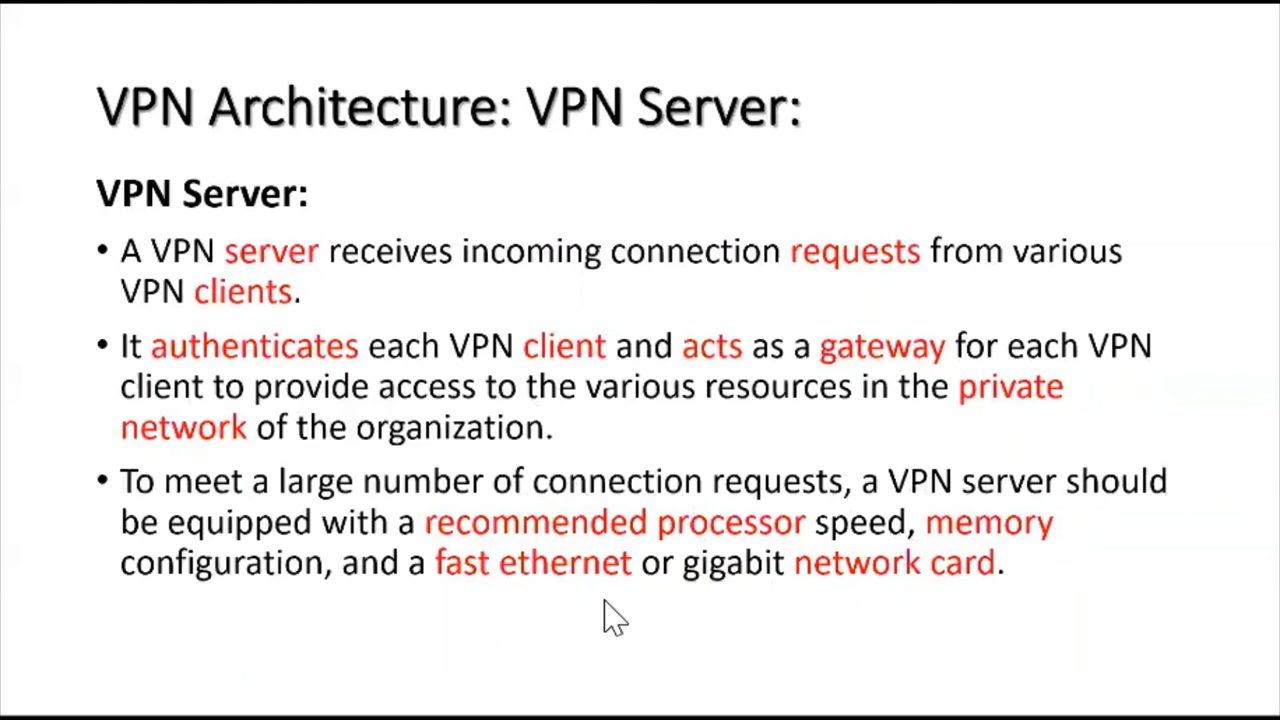 VPN Architecture: VPN Server:
VPN Server:
• A VPN server receives incoming connection requests from various
VPN clients.
• It authenticates each VPN client and acts as a gateway for each VPN
client to provide access to the various resources in the private
network of the organization.
• To meet a large number of connection requests, a VPN server should
be equipped with a recommended processor speed, memory
configuration, and a fast ethernet or gigabit network card.